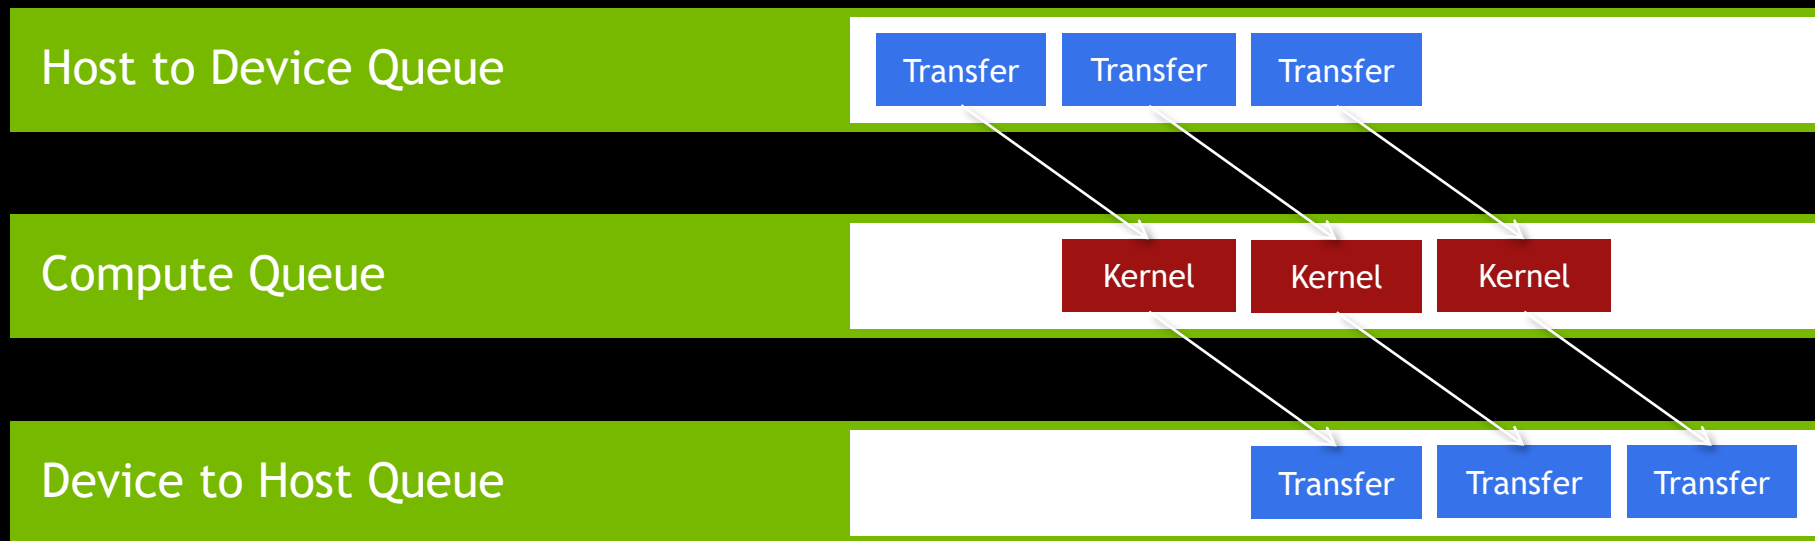 Host to Device Queue
Transfer Transfer Transfer
Compute Queue
Kernel Kernel Kernel
Device to Host Queue
Transfer Transfer Transfer